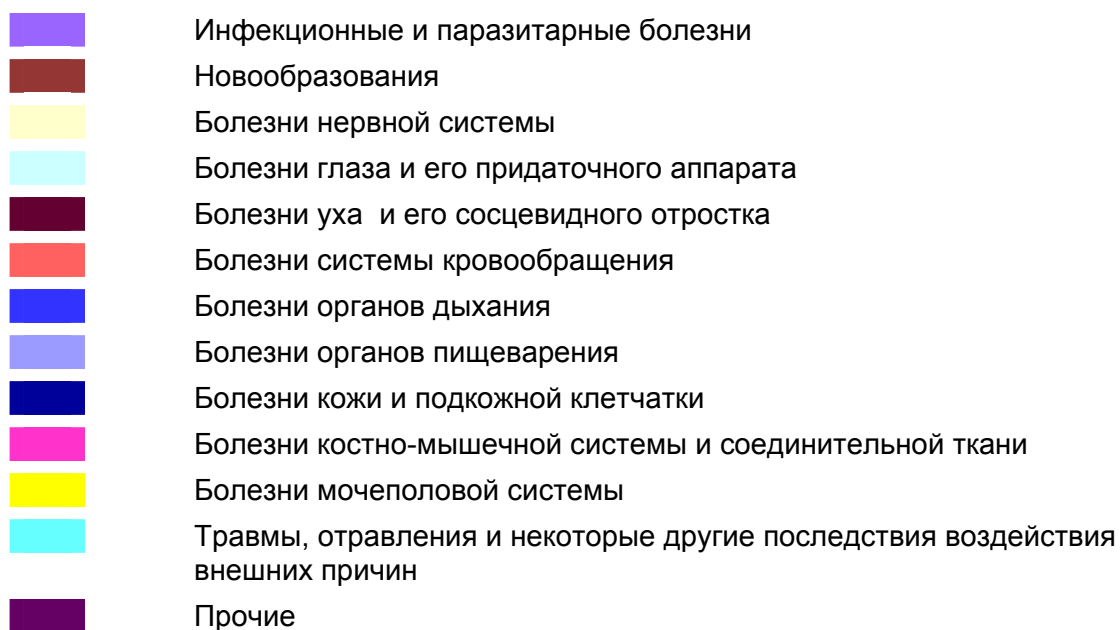 Инфекционные и паразитарные болезни
Новообразования
Болезни нервной системы
Болезни глаза и его придаточного аппарата
Болезни уха  и его сосцевидного отростка
Болезни системы кровообращения
Болезни органов дыхания
Болезни органов пищеварения
Болезни кожи и подкожной клетчатки
Болезни костно-мышечной системы и соединительной ткани
Болезни мочеполовой системы
Травмы, отравления и некоторые другие последствия воздействия
внешних причин
Прочие